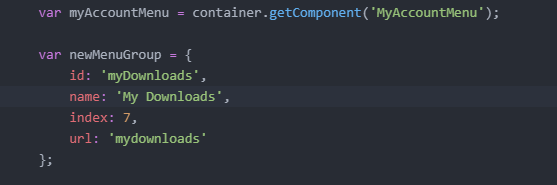 var myAccountMenu = container.getComponent('MyAccountMenu');
var newMenuGroup = {
id: 'myDownloads',
name: 'My Downloads',
index: 7,
url: 'mydownloads'
};